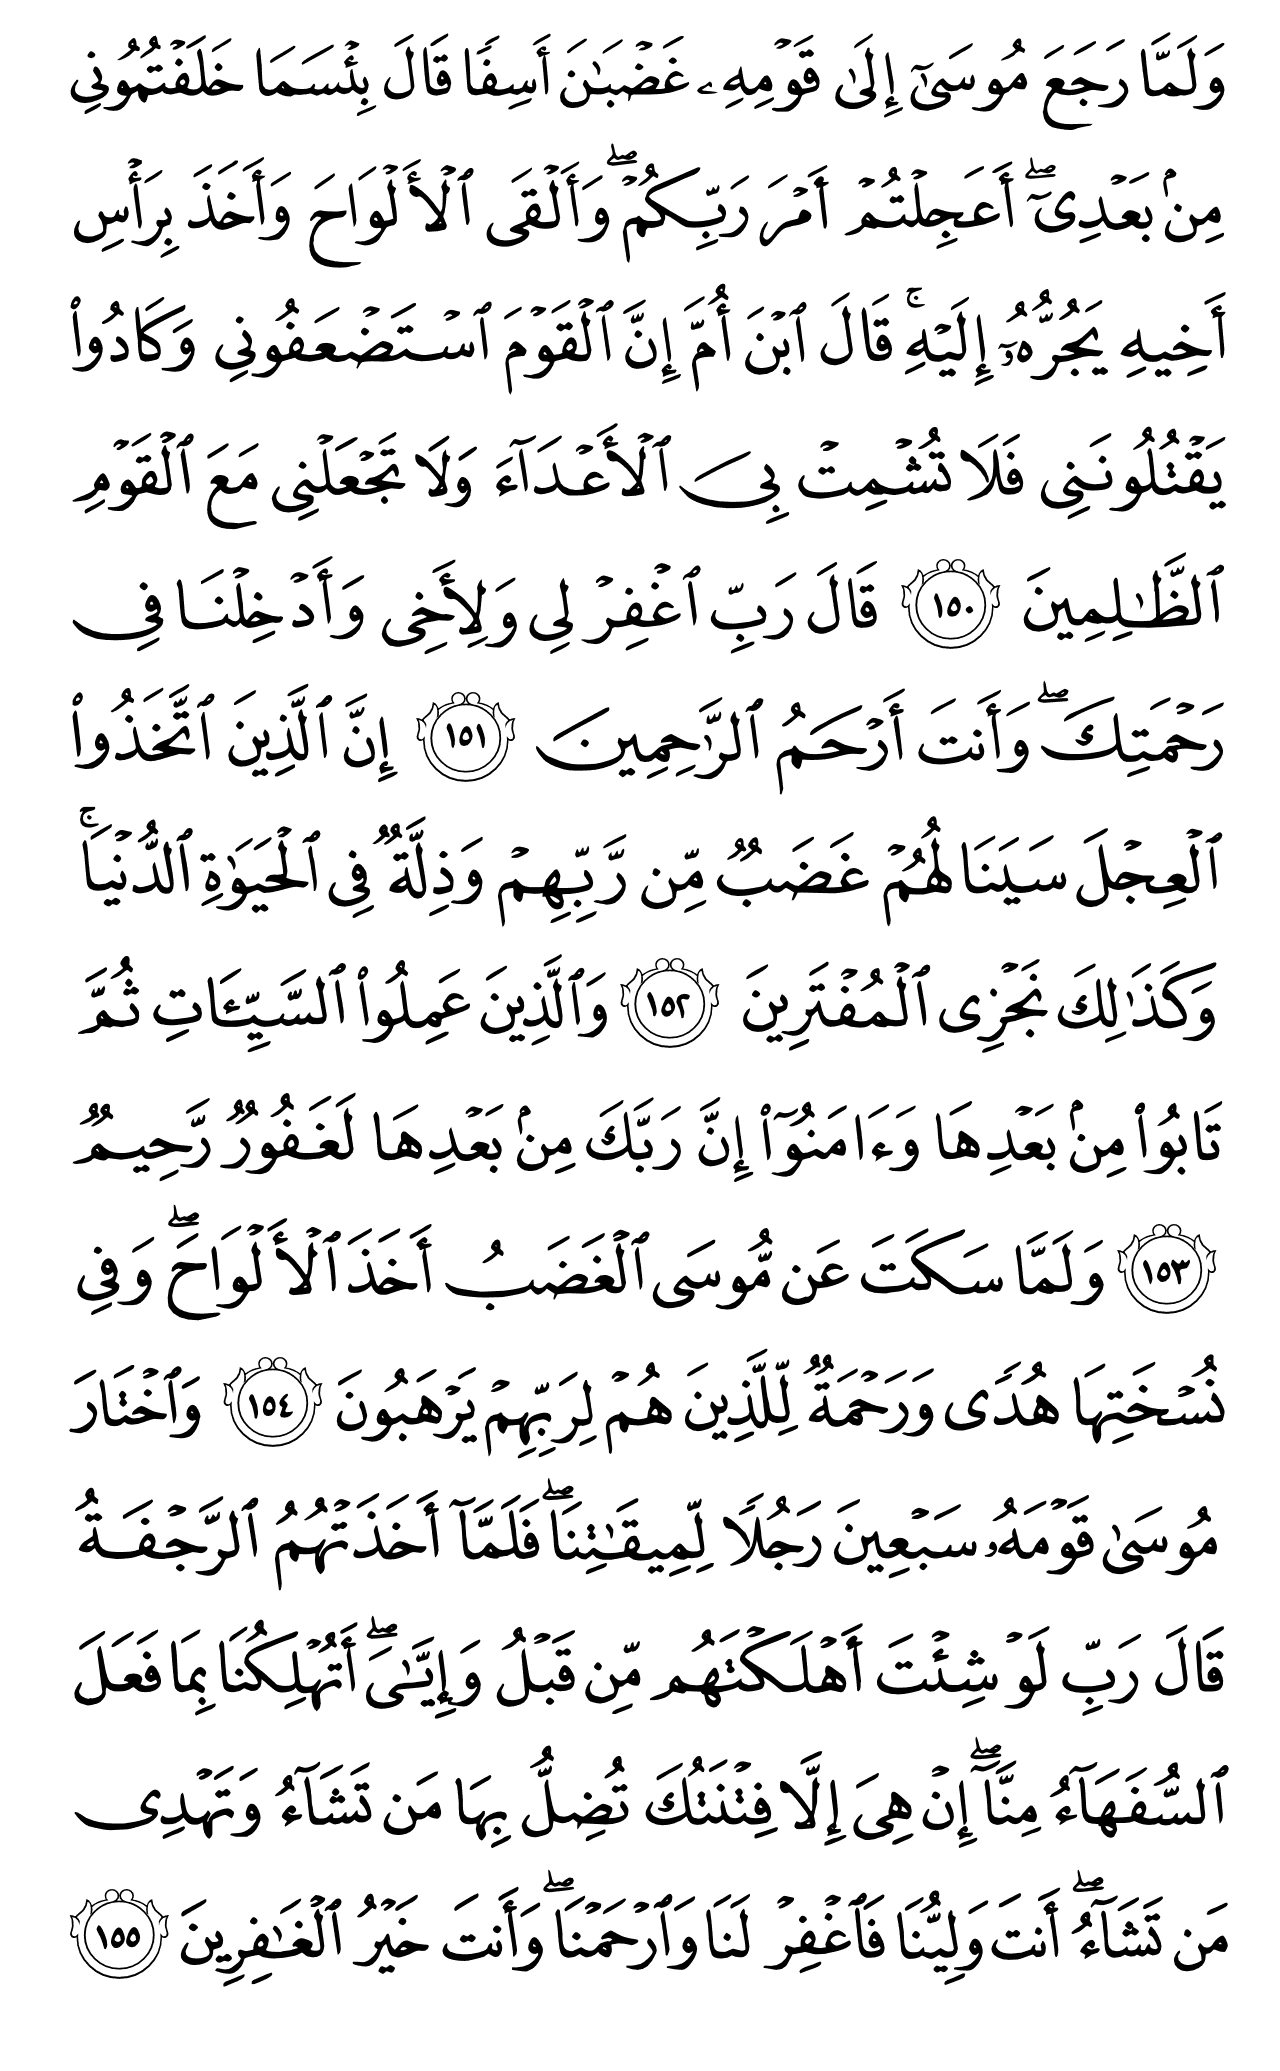 وَلَمَّا رَجَعَ مُوسَىٰٓ إِلَىٰ قَوْمِهِۦ غَضْبَٰنَ أَسِفًا قَالَ بِئْسَمَا خَلَفْتُمُونِي
مِنۢ بَعْدِيٓۖ أَعَجِلْتُمْ أَمْرَ رَبِّكُمْۖ وَأَلْقَى ٱلْأَلْوَاحَ وَأَخَذَ بِرَأْسِ
أَخِيهِ يَجُرُّهُۥٓ إِلَيْهِۚ قَالَ ٱبْنَ أُمَّ إِنَّ ٱلْقَوْمَ ٱسْتَضْعَفُونِي وَكَادُوا۟
يَقْتُلُونَنِي فَلَا تُشْمِتْ بِيَ ٱلْأَعْدَآءَ وَلَا تَجْعَلْنِي مَعَ ٱلْقَوْمِ
ٱلظَّٰلِمِينَ ١٥٠ قَالَ رَبِّ ٱغْفِرْ لِي وَلِأَخِي وَأَدْخِلْنَا فِي
رَحْمَتِكَۖ وَأَنتَ أَرْحَمُ ٱلرَّٰحِمِينَ ١٥١ إِنَّ ٱلَّذِينَ ٱتَّخَذُوا۟
ٱلْعِجْلَ سَيَنَالُهُمْ غَضَبٌ مِّن رَّبِّهِمْ وَذِلَّةٌ فِي ٱلْحَيَوٰةِ ٱلدُّنْيَاۚ
وَكَذَٰلِكَ نَجْزِي ٱلْمُفْتَرِينَ ١٥٢ وَٱلَّذِينَ عَمِلُوا۟ ٱلسَّيِّـَٔاتِ ثُمَّ
تَابُوا۟ مِنۢ بَعْدِهَا وَءَامَنُوٓا۟ إِنَّ رَبَّكَ مِنۢ بَعْدِهَا لَغَفُورٌ رَّحِيمٌ
١٥٣ وَلَمَّا سَكَتَ عَن مُّوسَى ٱلْغَضَبُ أَخَذَ ٱلْأَلْوَاحَۖ وَفِي
نُسْخَتِهَا هُدًى وَرَحْمَةٌ لِّلَّذِينَ هُمْ لِرَبِّهِمْ يَرْهَبُونَ ١٥٤ وَٱخْتَارَ
مُوسَىٰ قَوْمَهُۥ سَبْعِينَ رَجُلًا لِّمِيقَٰتِنَاۖ فَلَمَّآ أَخَذَتْهُمُ ٱلرَّجْفَةُ
قَالَ رَبِّ لَوْ شِئْتَ أَهْلَكْتَهُم مِّن قَبْلُ وَإِيَّٰىَۖ أَتُهْلِكُنَا بِمَا فَعَلَ
ٱلسُّفَهَآءُ مِنَّآۖ إِنْ هِيَ إِلَّا فِتْنَتُكَ تُضِلُّ بِهَا مَن تَشَآءُ وَتَهْدِي
مَن تَشَآءُۖ أَنتَ وَلِيُّنَا فَٱغْفِرْ لَنَا وَٱرْحَمْنَاۖ وَأَنتَ خَيْرُ ٱلْغَٰفِرِينَ ١٥٥